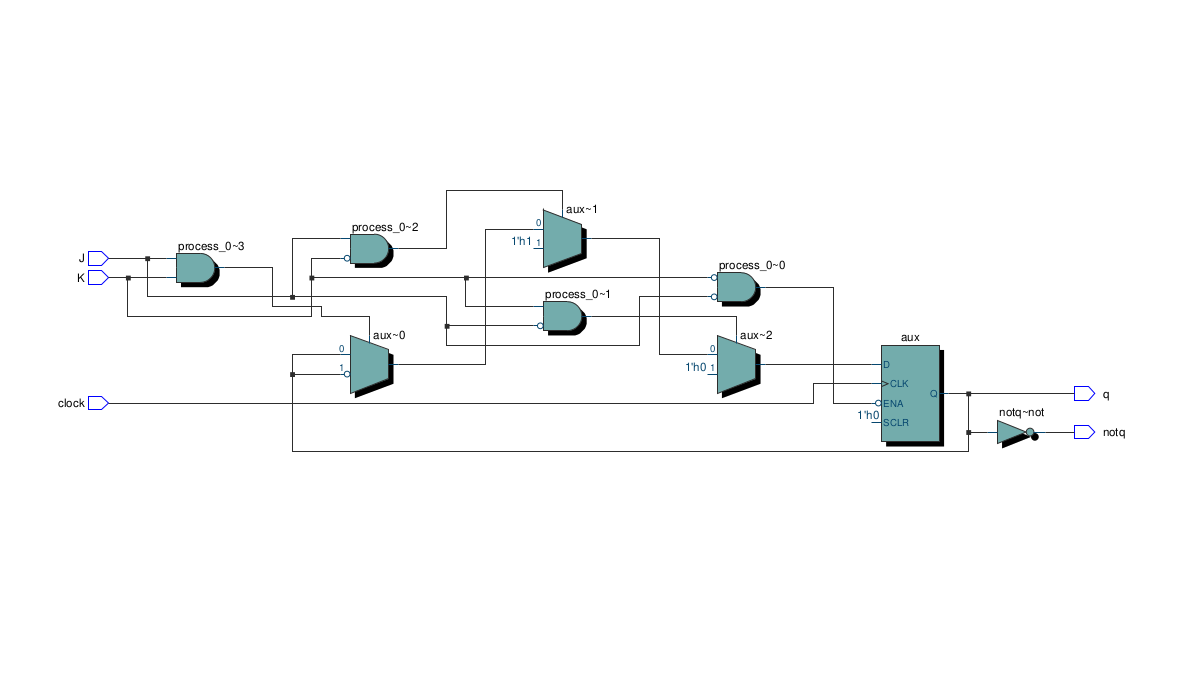 aux~1
0
1'h1 1
process_0~2
process_0~3
J
K
process_0~0
process_0~1
aux~0
0
1
aux~2
0
1'h0 1
aux
D
CLK
Q
ENA
1'h0
SCLR
clock
q
notq~not
notq